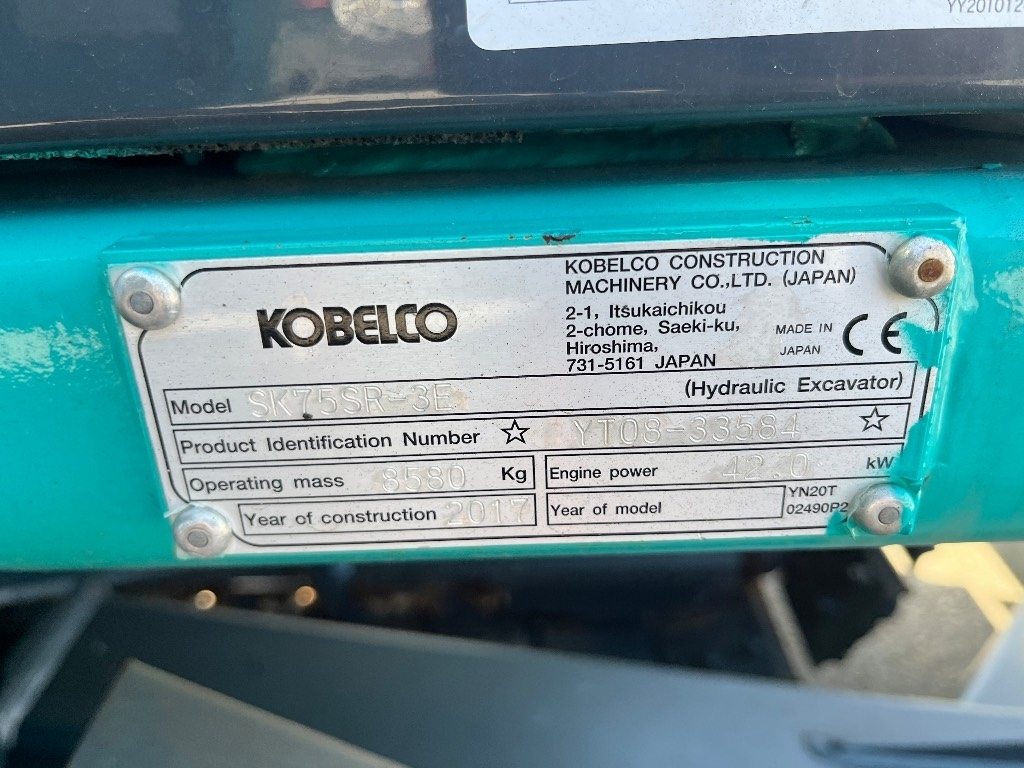 YY20T012
KOBELCO
KOBELCO CONSTRUCTION
MACHINERY CO.,LTD. (JAPAN)
2-1, Itsukaichikou
2-chome, Saeki-ku,
Hiroshima,
731-5161 JAPAN
MADE IN
JAPAN
CE
Model SK75SR-3E (Hydraulic Excavator)
Product Identification Number ☆ YT08-33584 ☆
Operating mass 8580 Kg
Engine power 42.0 kW
Year of construction 2017
Year of model
YN20T
02490P2